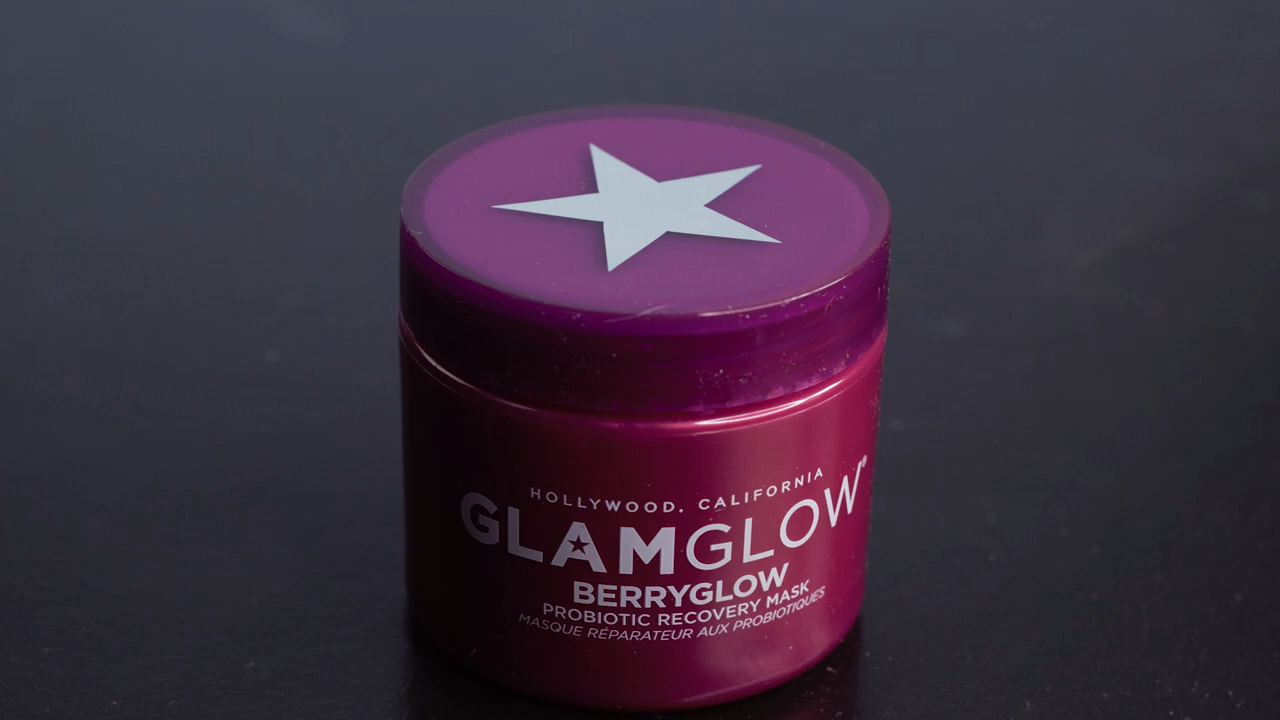 HOLLYWOOD, CALIFORNIA
GLAMGLOW®
BERRYGLOW
PROBIOTIC RECOVERY MASK
MASQUE RÉPARATEUR AUX PROBIOTIQUES